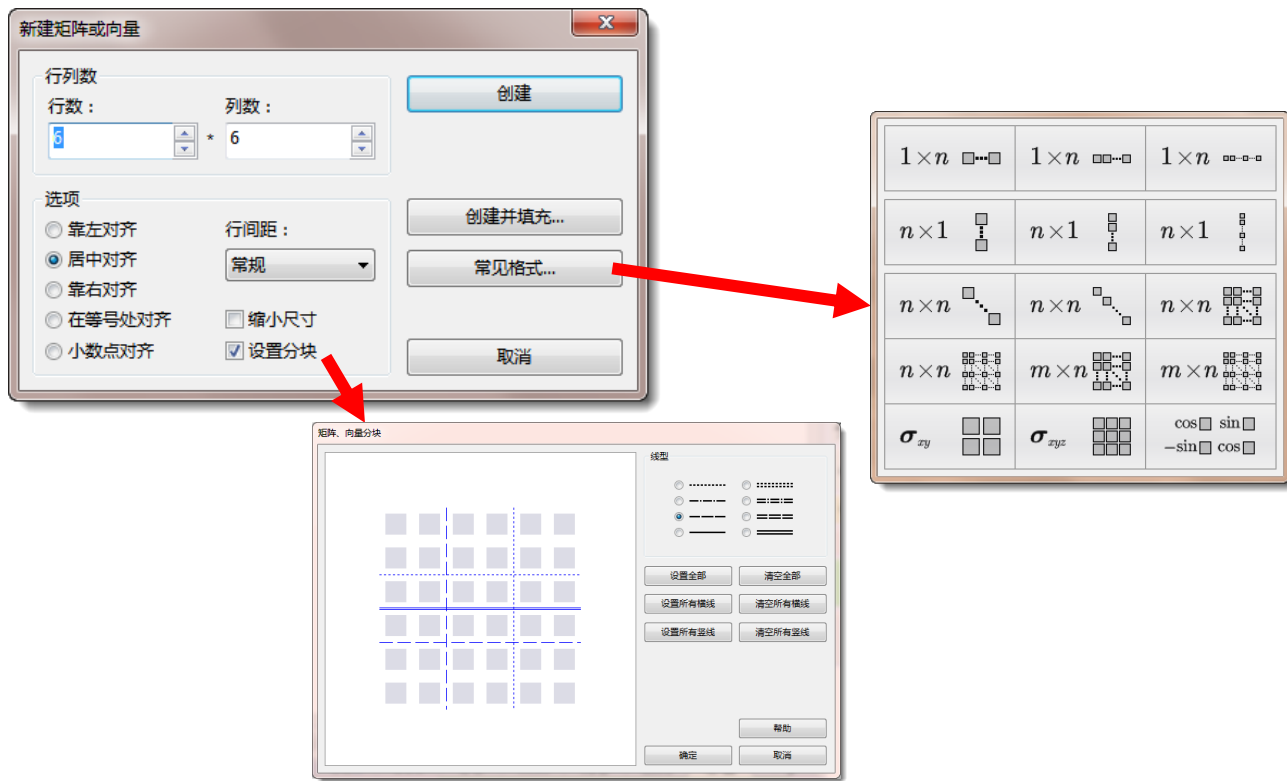 新建矩阵或向量
行列数
行数：
列数：
6 * 6
创建
选项
靠左对齐
居中对齐
靠右对齐
在等号处对齐
小数点对齐
行间距：
常规
缩小尺寸
设置分块
创建并填充...
常见格式...
取消
1×n 1×n 1×n
n×1 n×1 n×1
n×n n×n n×n
n×n m×n m×n
σxy σxyz cos sin
−sin cos
矩阵、向量分块
线型
设置全部 清空全部
设置所有横线 清空所有横线
设置所有竖线 清空所有竖线
帮助
确定 取消